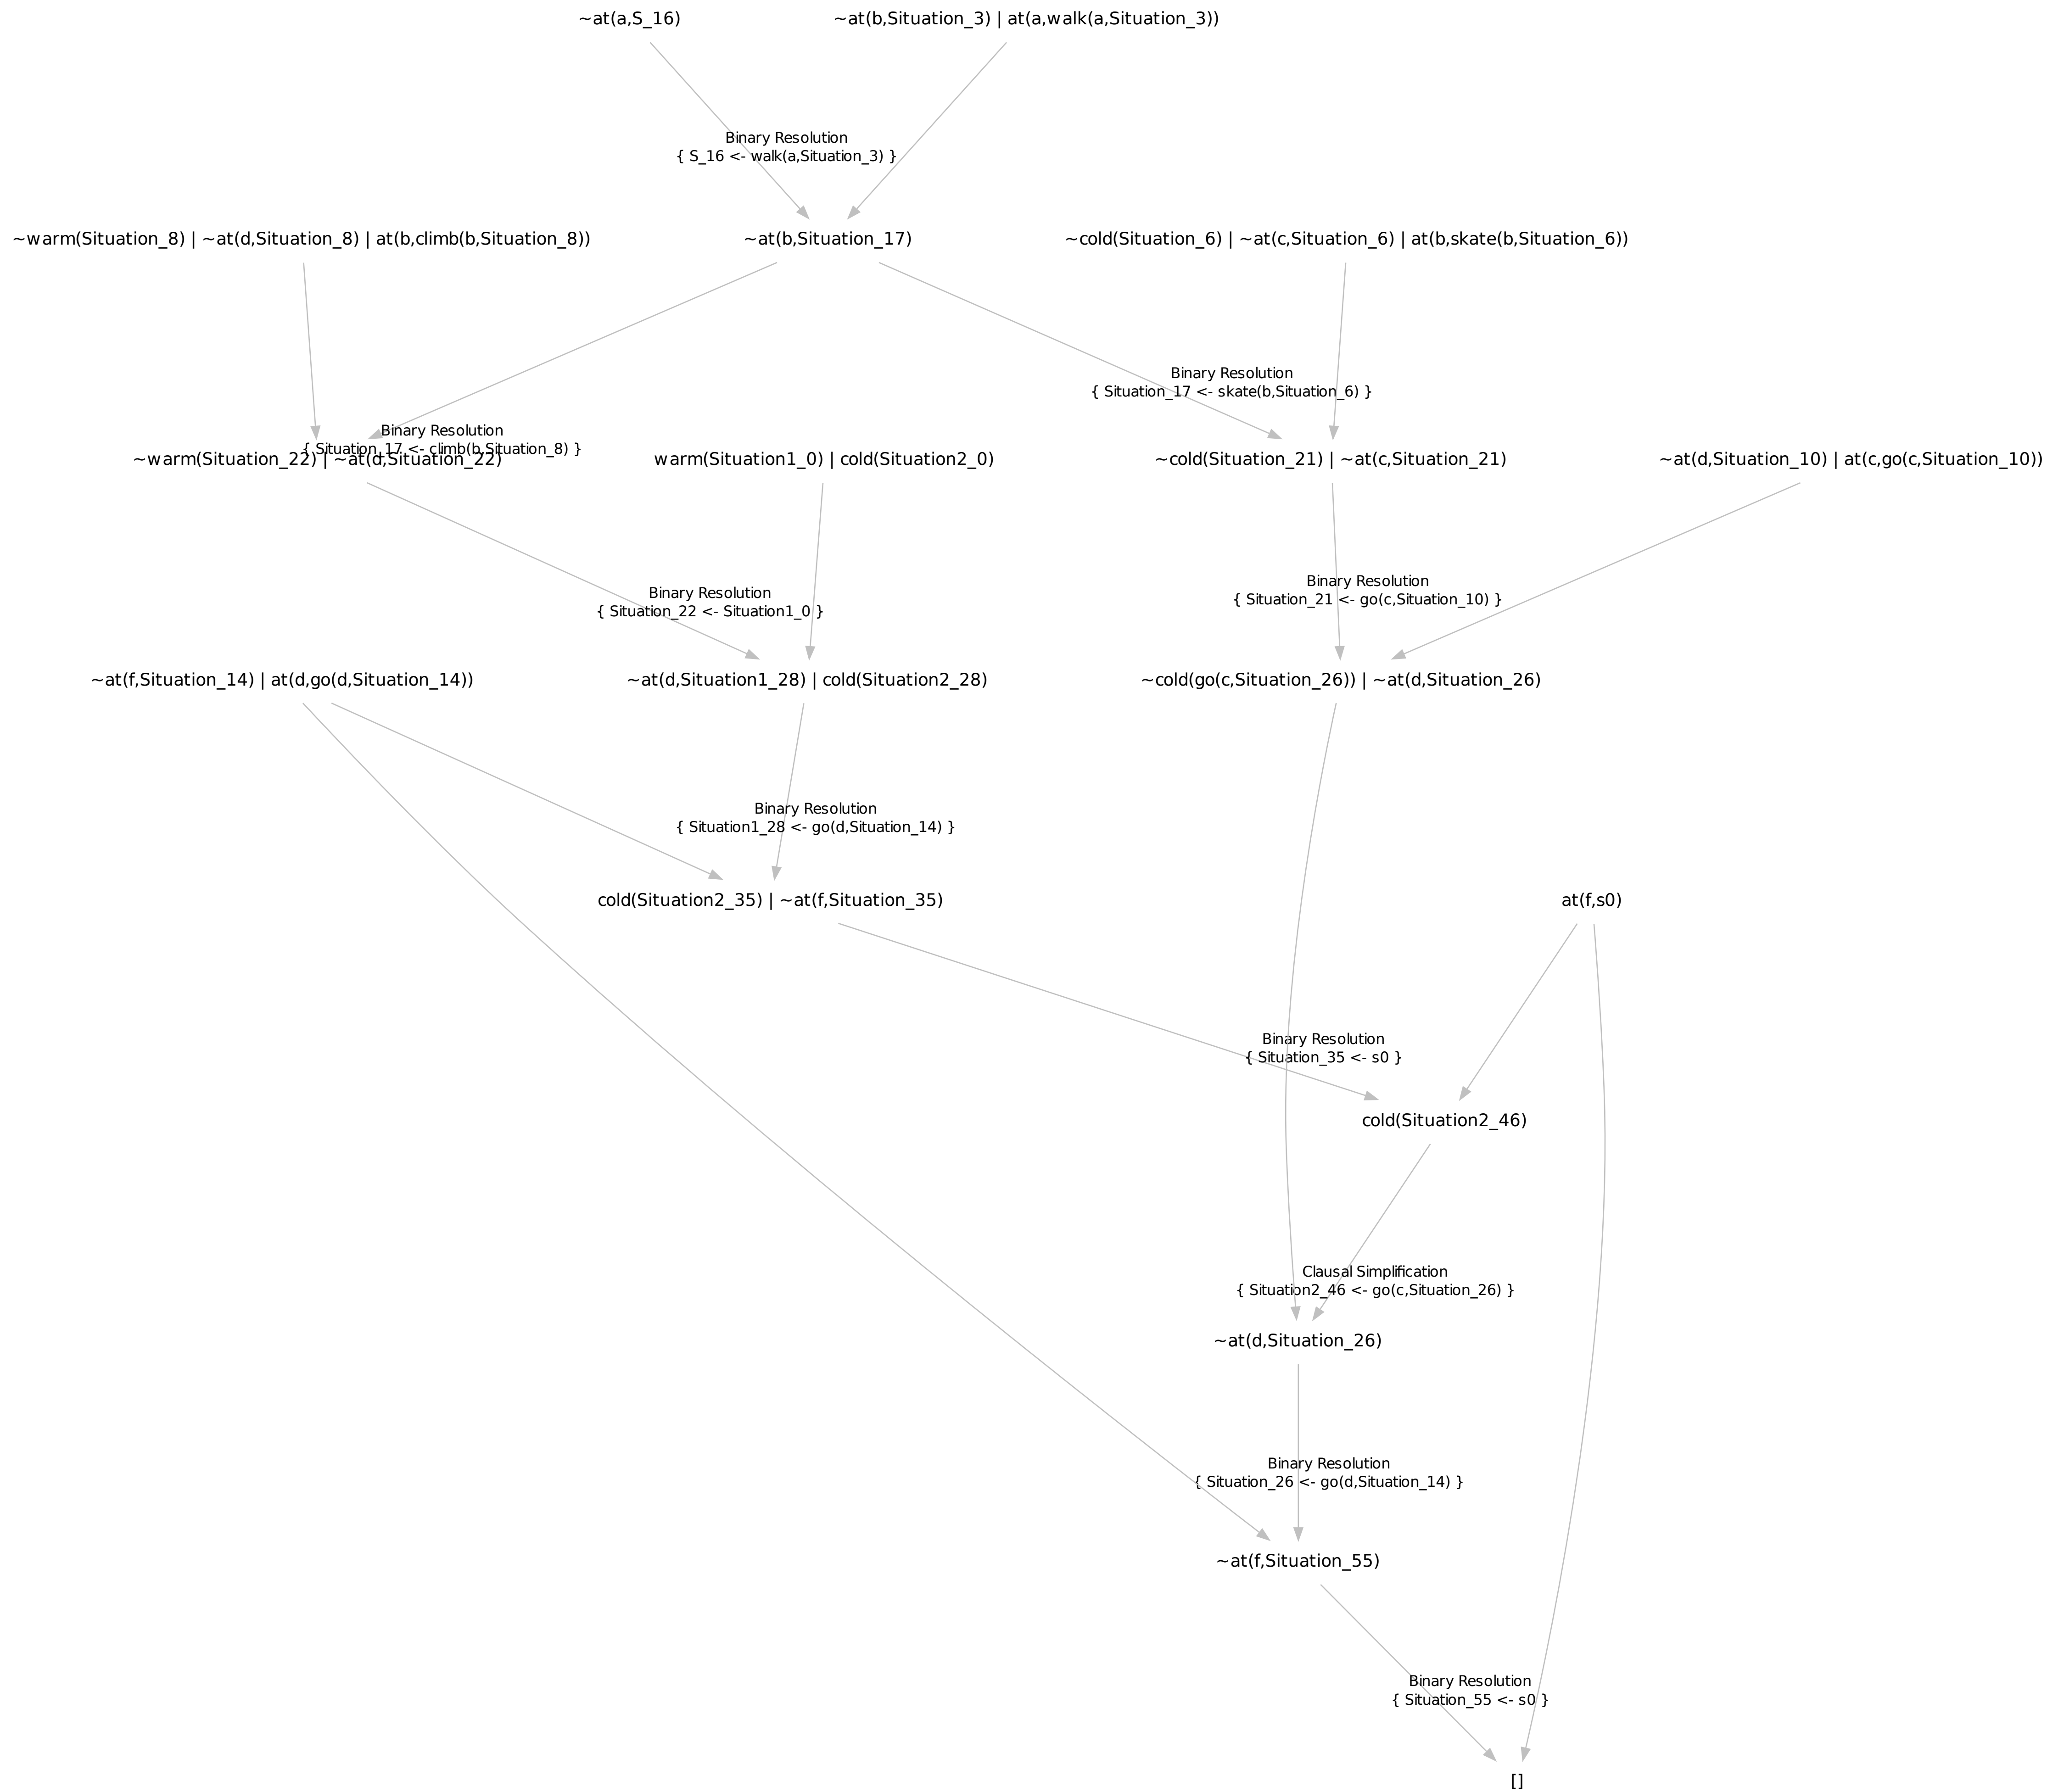 ~at(a,S_16)
~at(b,Situation_3) | at(a,walk(a,Situation_3))
Binary Resolution
{ S_16 <- walk(a,Situation_3) }
~warm(Situation_8) | ~at(d,Situation_8) | at(b,climb(b,Situation_8))
~at(b,Situation_17)
~cold(Situation_6) | ~at(c,Situation_6) | at(b,skate(b,Situation_6))
Binary Resolution
{ Situation_17 <- skate(b,Situation_6) }
Binary Resolution
{ Situation_17 <- climb(b,Situation_8) }
~warm(Situation_22) | ~at(d,Situation_22)
warm(Situation1_0) | cold(Situation2_0)
~cold(Situation_21) | ~at(c,Situation_21)
~at(d,Situation_10) | at(c,go(c,Situation_10))
Binary Resolution
{ Situation_22 <- Situation1_0 }
Binary Resolution
{ Situation_21 <- go(c,Situation_10) }
~at(f,Situation_14) | at(d,go(d,Situation_14))
~at(d,Situation1_28) | cold(Situation2_28)
~cold(go(c,Situation_26)) | ~at(d,Situation_26)
Binary Resolution
{ Situation1_28 <- go(d,Situation_14) }
cold(Situation2_35) | ~at(f,Situation_35)
at(f,s0)
Binary Resolution
{ Situation_35 <- s0 }
cold(Situation2_46)
Clausal Simplification
{ Situation2_46 <- go(c,Situation_26) }
~at(d,Situation_26)
Binary Resolution
{ Situation_26 <- go(d,Situation_14) }
~at(f,Situation_55)
Binary Resolution
{ Situation_55 <- s0 }
[]